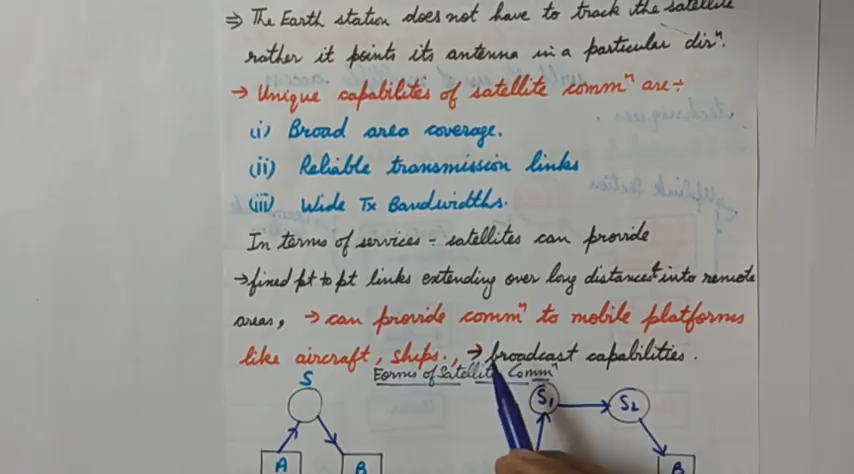 ⇒ The Earth station does not have to track the satellite
rather it points its antenna in a particular dirⁿ.
→ Unique capabilites of satellite commⁿ are ÷
(i) Broad area coverage.
(ii) Reliable transmission links
(iii) Wide Tx Bandwidths.
In terms of services ÷ satellites can provide
→ fined pt to pt links extending over long distances & into remote
areas, → can provide commⁿ to mobile platforms
like aircraft, ships., → broadcast capabilities.
Forms of Satellite Commⁿ
S
S₁ S₂
A B B